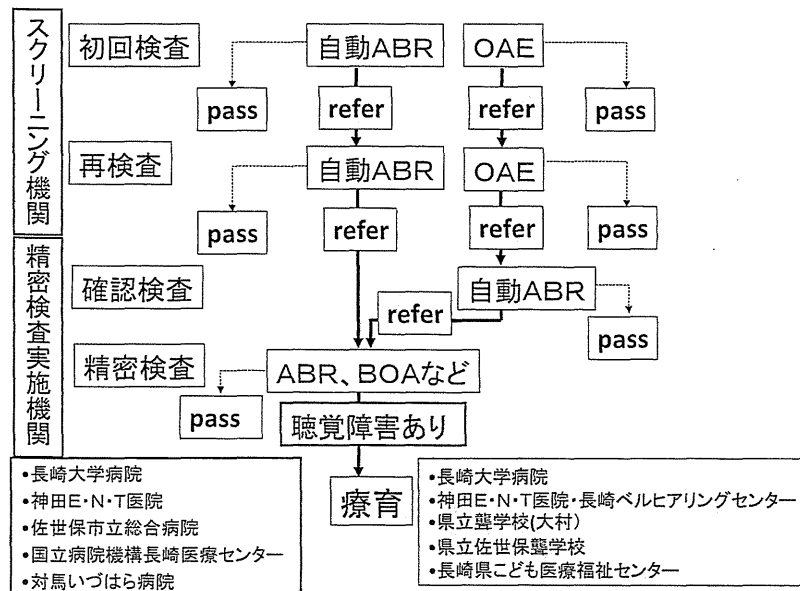 スクリーニング機関
初回検査
自動ABR
OAE
pass
refer
refer
pass
再検査
自動ABR
OAE
pass
refer
refer
pass
精密検査実施機関
確認検査
自動ABR
refer
pass
精密検査
ABR、BOAなど
pass
聴覚障害あり
療育
•長崎大学病院
•神田E・N・T医院
•佐世保市立総合病院
•国立病院機構長崎医療センター
•対馬いづはら病院
•長崎大学病院
•神田E・N・T医院・長崎ベルヒアリングセンター
•県立聾学校(大村)
•県立佐世保聾学校
•長崎県こども医療福祉センター